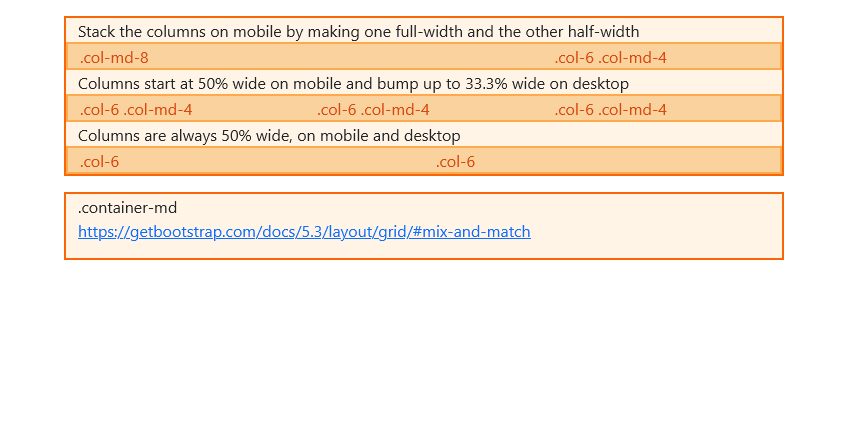 Stack the columns on mobile by making one full-width and the other half-width
.col-md-8 .col-6 .col-md-4
Columns start at 50% wide on mobile and bump up to 33.3% wide on desktop
.col-6 .col-md-4 .col-6 .col-md-4 .col-6 .col-md-4
Columns are always 50% wide, on mobile and desktop
.col-6 .col-6
.container-md
https://getbootstrap.com/docs/5.3/layout/grid/#mix-and-match